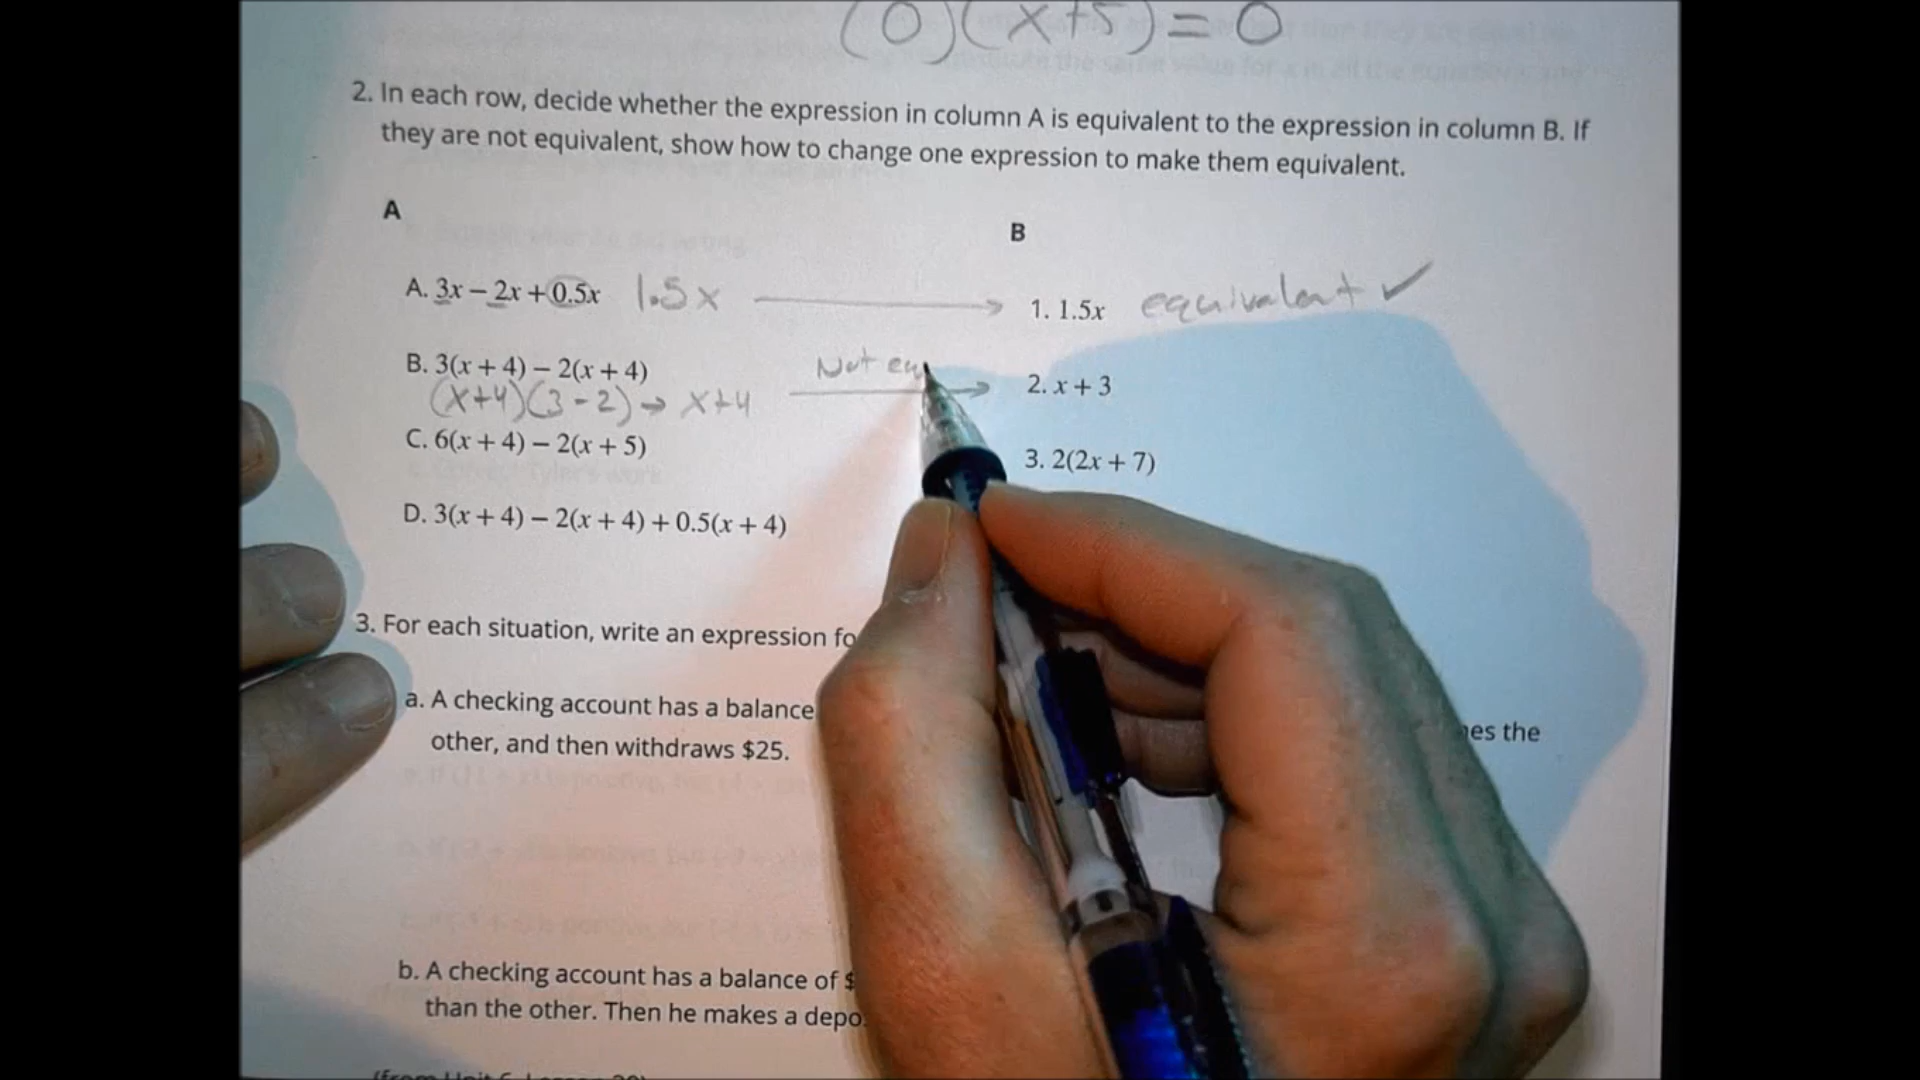 (0)(x+5)=0
2. In each row, decide whether the expression in column A is equivalent to the expression in column B. If
they are not equivalent, show how to change one expression to make them equivalent.
A
B
A. 3x – 2x + 0.5x 1.5x
1. 1.5x equivalent ✓
B. 3(x + 4) – 2(x + 4)
Not
2. x + 3
(x+4)(3-2) → x+4
C. 6(x + 4) – 2(x + 5)
3. 2(2x + 7)
D. 3(x + 4) – 2(x + 4) + 0.5(x + 4)
3. For each situation, write an expression
a. A checking account has a balance
the
other, and then withdraws $25.
b. A checking account has a balance of $
than the other. Then he makes a